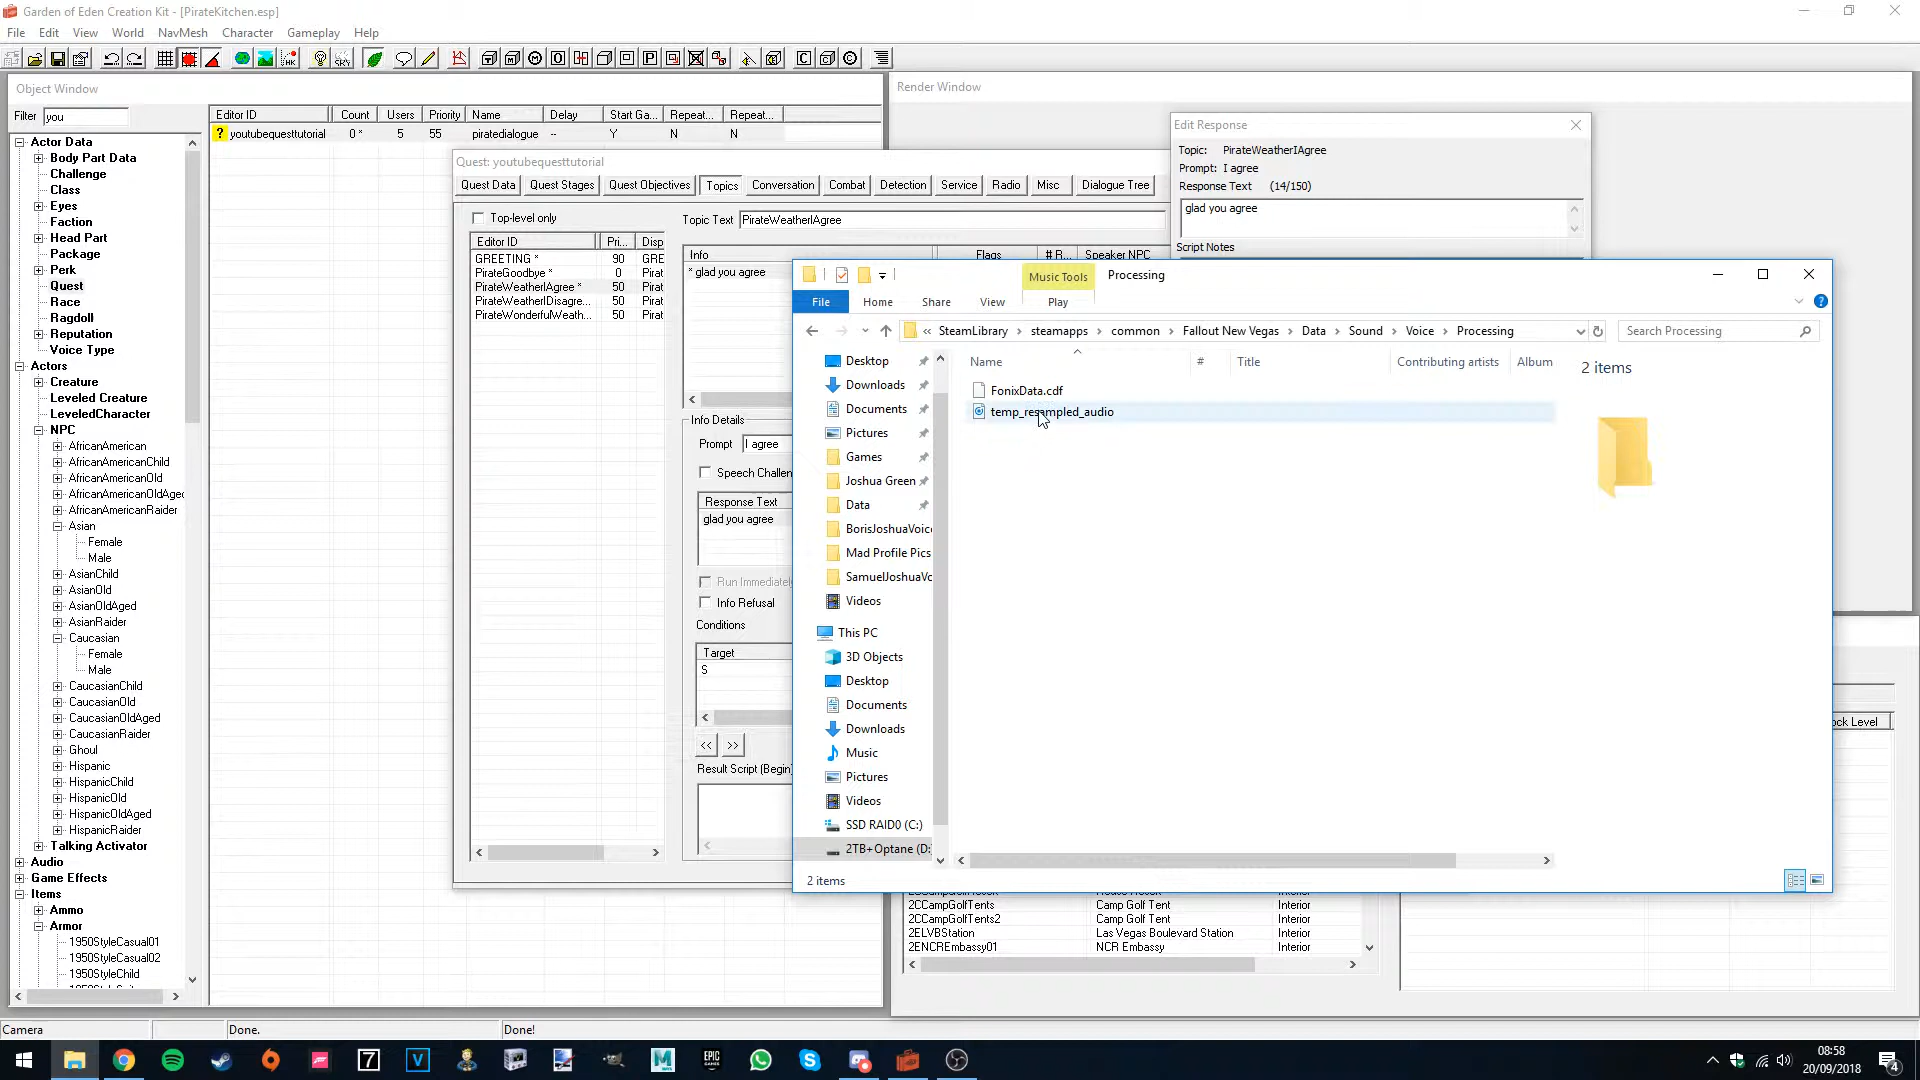 Garden of Eden Creation Kit - [PirateKitchen.esp]
File Edit View World NavMesh Character Gameplay Help
Object Window
Render Window
Filter you
Editor ID Count Users Priority Name Delay Start Ga... Repeat... Repeat...
youtubequesttutorial 0 * 5 55 piratedialogue -- Y N N
Actor Data
Body Part Data
Challenge
Class
Eyes
Faction
Head Part
Package
Perk
Quest
Race
Ragdoll
Reputation
Voice Type
Actors
Creature
Leveled Creature
LeveledCharacter
NPC
AfricanAmerican
AfricanAmericanChild
AfricanAmericanOld
AfricanAmericanOldAged
AfricanAmericanRaider
Asian
Female
Male
AsianChild
AsianOld
AsianOldAged
AsianRaider
Caucasian
Female
Male
CaucasianChild
CaucasianOld
CaucasianOldAged
CaucasianRaider
Ghoul
Hispanic
HispanicChild
HispanicOld
HispanicOldAged
HispanicRaider
Talking Activator
Audio
Game Effects
Items
Ammo
Armor
1950StyleCasual01
1950StyleCasual02
1950StyleChild
Quest: youtubequesttutorial
Quest Data Quest Stages Quest Objectives Topics Conversation Combat Detection Service Radio Misc Dialogue Tree
Top-level only
Topic Text PirateWeatherIAgree
Editor ID Pri... Disp
GREETING * 90 GREE
PirateGoodbye * 0 Pirat
PirateWeatherIAgree * 50 Pirat
PirateWeatherIDisagre... 50 Pirat
PirateWonderfulWeath... 50 Pirat
Info Flags # R... Speaker NPC
* glad you agree
Info Details
Prompt I agree
Speech Challen
Response Text
glad you agree
Run Immediately
Info Refusal
Conditions
Target
S
<< >>
Result Script (Begin)
Edit Response
Topic: PirateWeatherIAgree
Prompt: I agree
Response Text (14/150)
glad you agree
Script Notes
Music Tools Processing
File Home Share View Play
« SteamLibrary > steamapps > common > Fallout New Vegas > Data > Sound > Voice > Processing
Search Processing
Name # Title Contributing artists Album
FonixData.cdf
temp_resampled_audio
2 items
Desktop
Downloads
Documents
Pictures
Games
Joshua Green
Data
BorisJoshuaVoice
Mad Profile Pics
SamuelJoshuaVo
Videos
This PC
3D Objects
Desktop
Documents
Downloads
Music
Pictures
Videos
SSD RAID0 (C:)
2TB+Optane (D:
2 items
ock Level
2CCampGolfTents Camp Golf Tent Interior
2CCampGolfTents2 Camp Golf Tent Interior
2ELVBStation Las Vegas Boulevard Station Interior
2ENCREmbassy01 NCR Embassy Interior
Camera Done. Done!
EPIC GAMES
7 V M
08:58
20/09/2018
4